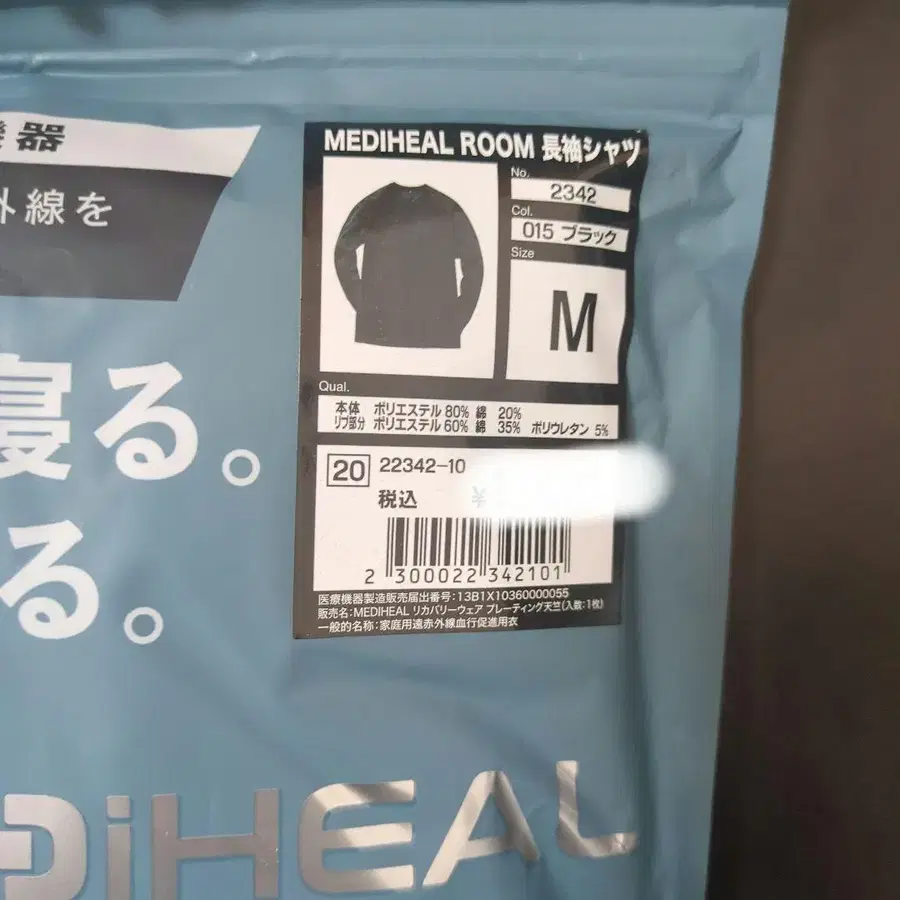 器
外線を
寝る。
る。
MEDIHEAL ROOM 長袖シャツ
No.
2342
Col.
015 ブラック
Size
M
Qual.
本体 ポリエステル 80% 綿 20%
リブ部分 ポリエステル 60% 綿 35% ポリウレタン 5%
20 22342-10
税込 ¥
2 300022 342101
医療機器製造販売届出番号:13B1X10360000055
販売名:MEDIHEAL リカバリーウェア プレーティング天竺(入数:1枚)
一般的名称:家庭用遠赤外線血行促進用衣
DiHEAL